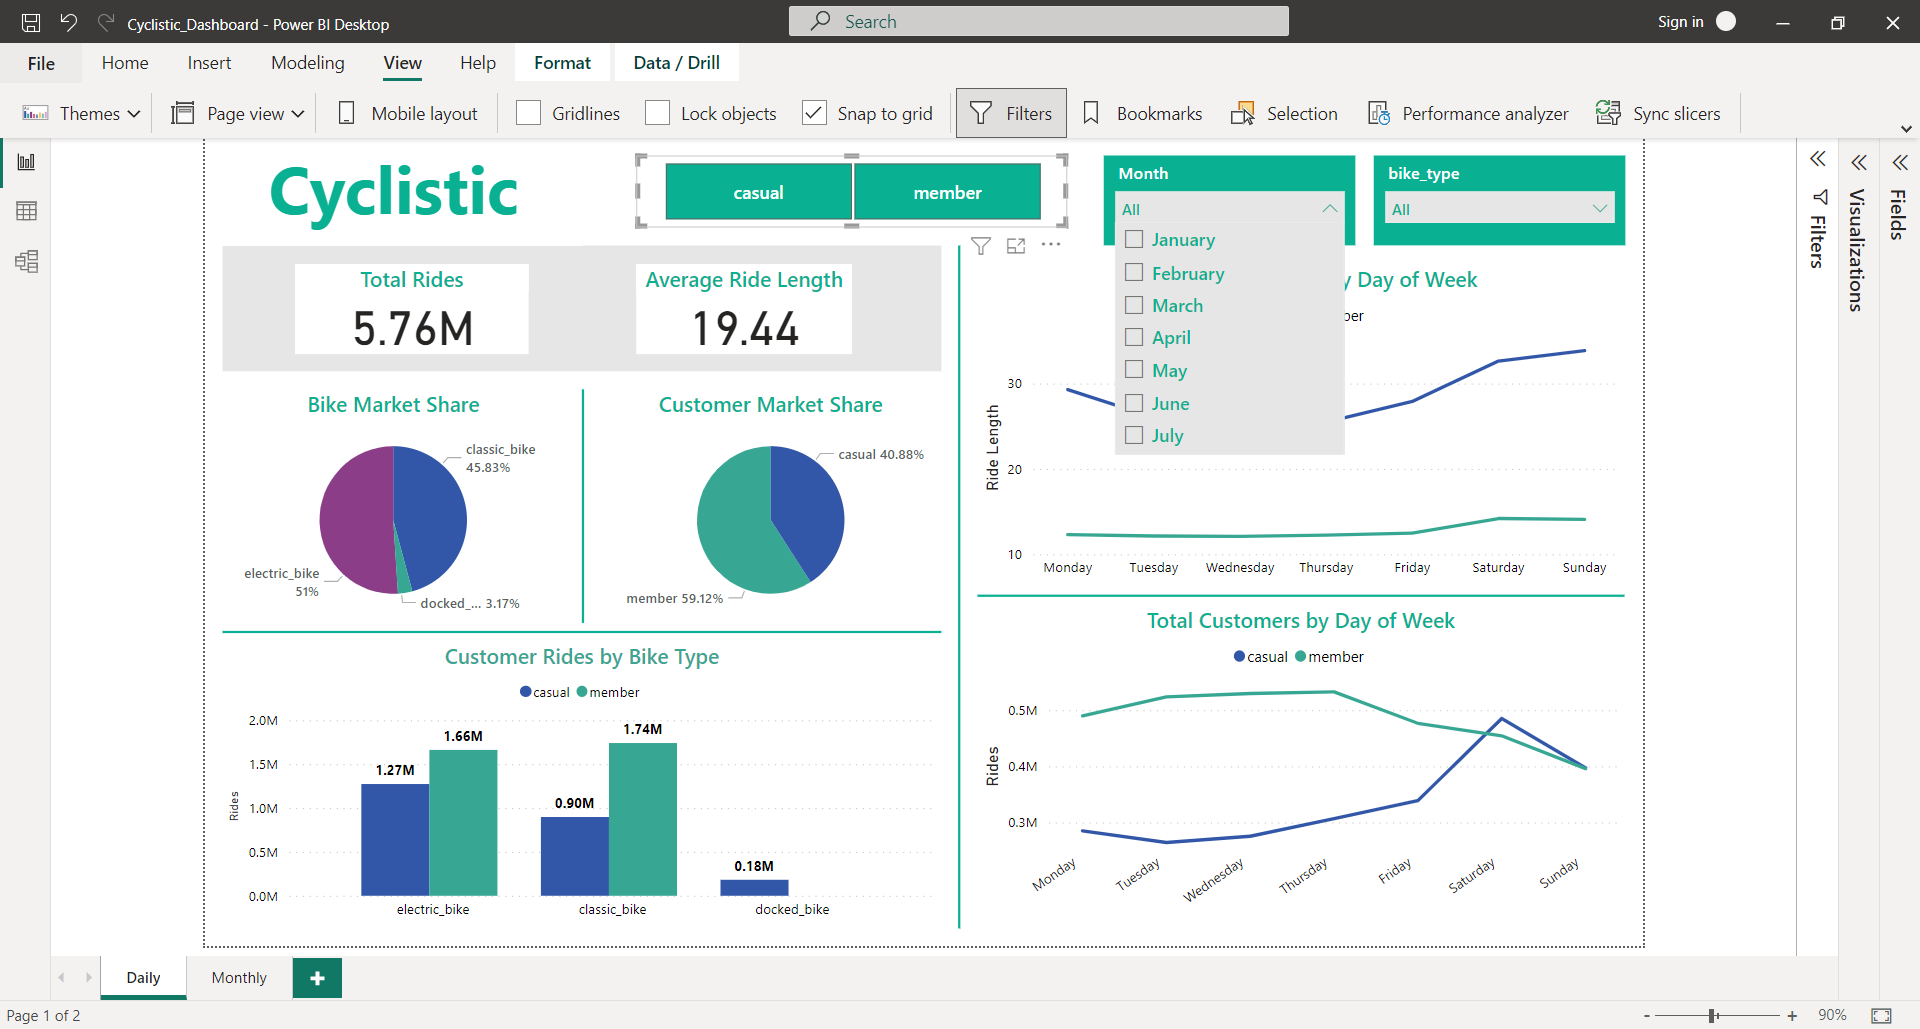 Cyclistic_Dashboard - Power BI Desktop
Search
Sign in
File Home Insert Modeling View Help Format Data / Drill
Themes Page view Mobile layout Gridlines Lock objects Snap to grid Filters Bookmarks Selection Performance analyzer Sync slicers
Cyclistic
casual member
Month
All
January
February
March
April
May
June
July
bike_type
All
Total Rides
5.76M
Average Ride Length
19.44
Bike Market Share
classic_bike
45.83%
electric_bike
51%
docked_... 3.17%
Customer Market Share
casual 40.88%
member 59.12%
Customer Rides by Bike Type
casual member
Rides
2.0M
1.5M
1.0M
0.5M
0.0M
1.27M
1.66M
0.90M
1.74M
0.18M
electric_bike classic_bike docked_bike
y Day of Week
ber
Ride Length
30
20
10
Monday Tuesday Wednesday Thursday Friday Saturday Sunday
Total Customers by Day of Week
casual member
Rides
0.5M
0.4M
0.3M
Monday Tuesday Wednesday Thursday Friday Saturday Sunday
Filters
Visualizations
Fields
Daily Monthly
Page 1 of 2
90%